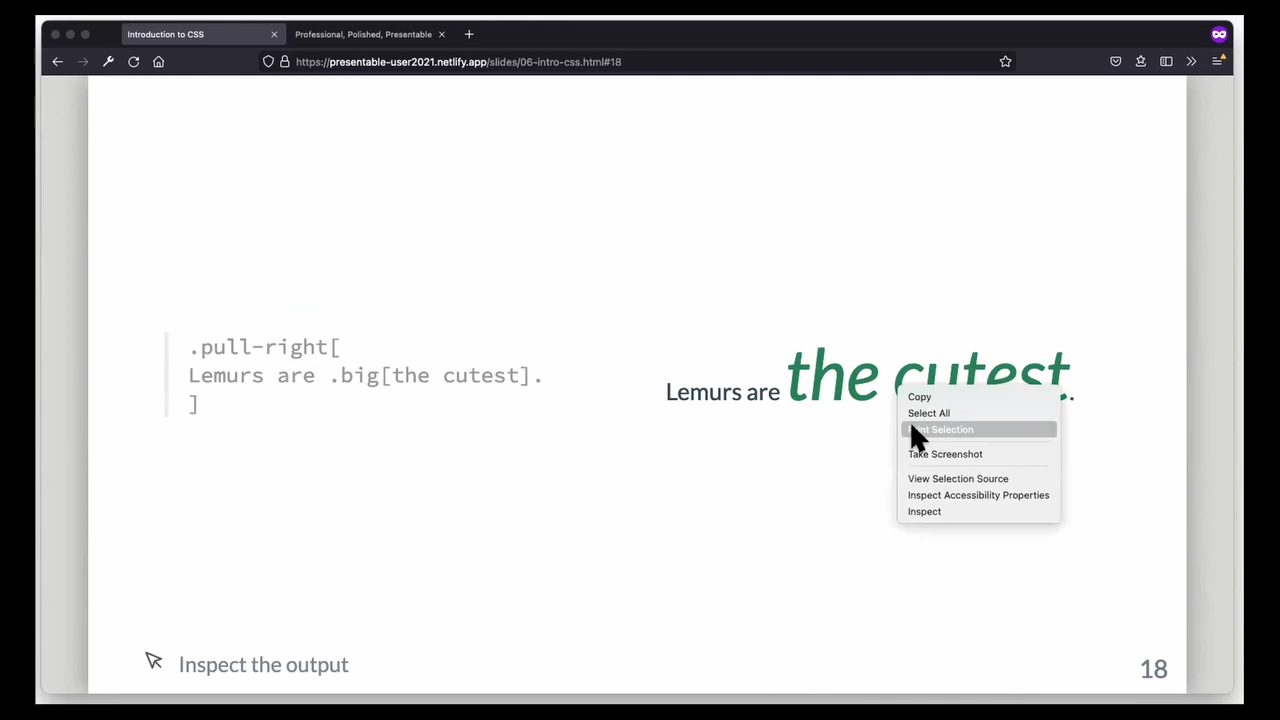 Introduction to CSS
Professional, Polished, Presentable
https://presentable-user2021.netlify.app/slides/06-intro-css.html#18
.pull-right[
Lemurs are .big[the cutest].
]
Lemurs are the cutest.
Copy
Select All
Selection
Take Screenshot
View Selection Source
Inspect Accessibility Properties
Inspect
Inspect the output
18